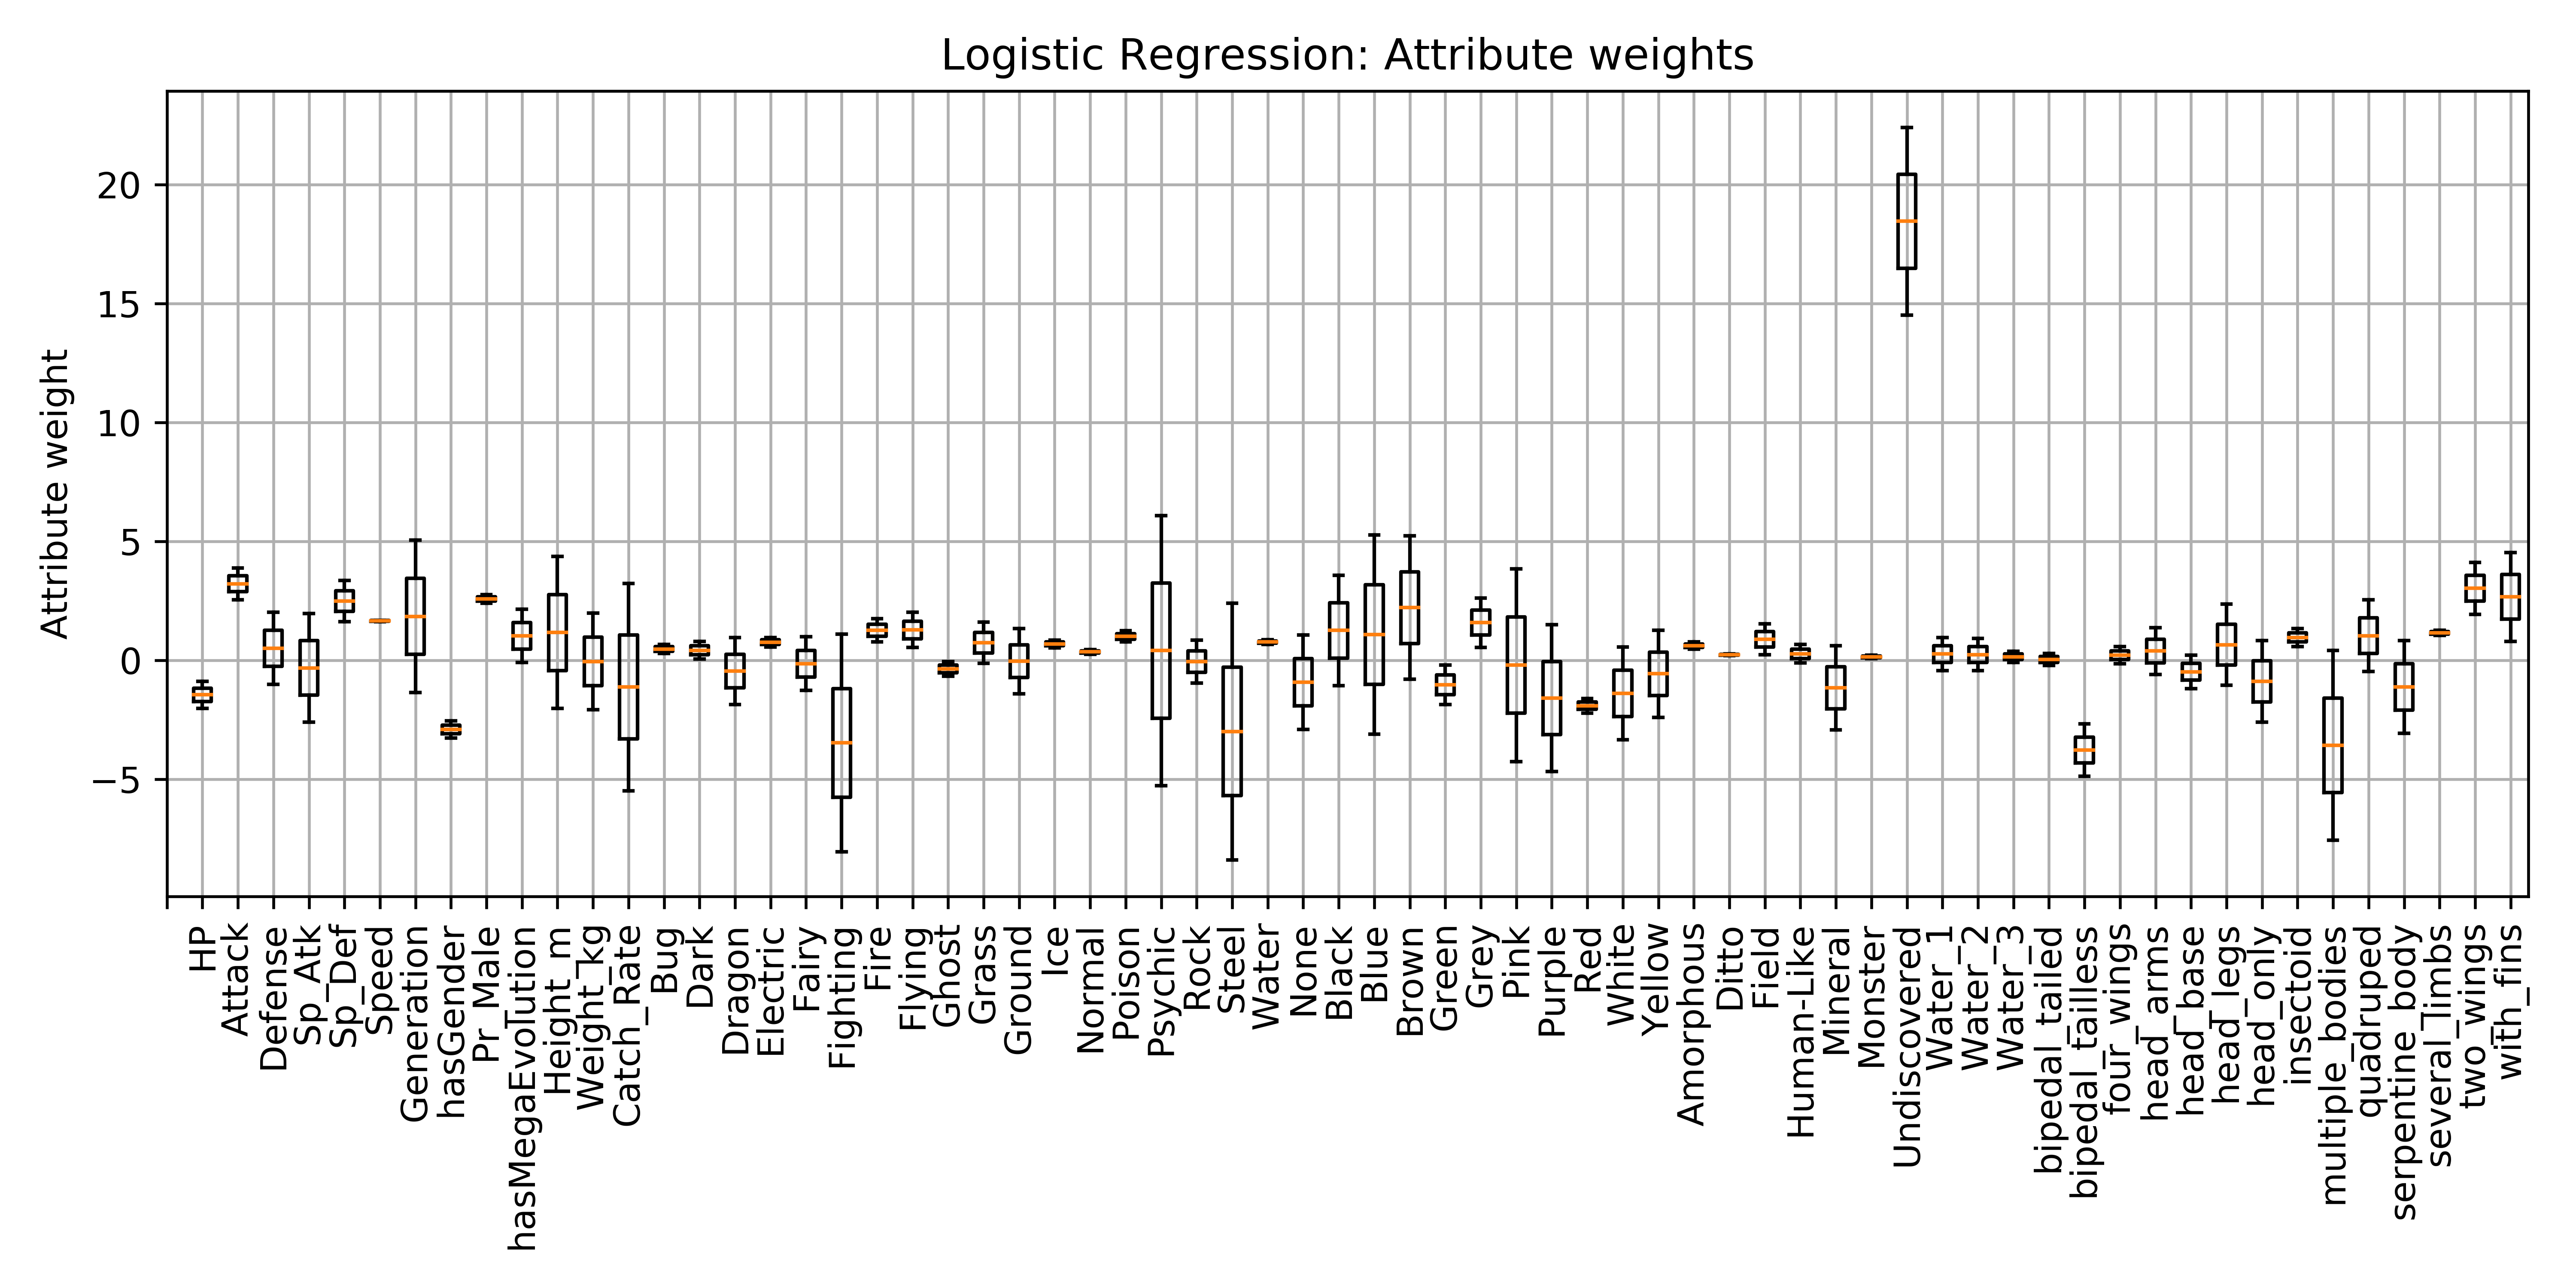 Logistic Regression: Attribute weights
Attribute weight
20
15
10
5
0
−5
HP
Attack
Defense
Sp_Atk
Sp_Def
Speed
Generation
hasGender
Pr_Male
hasMegaEvolution
Height_m
Weight_kg
Catch_Rate
Bug
Dark
Dragon
Electric
Fairy
Fighting
Fire
Flying
Ghost
Grass
Ground
Ice
Normal
Poison
Psychic
Rock
Steel
Water
None
Black
Blue
Brown
Green
Grey
Pink
Purple
Red
White
Yellow
Amorphous
Ditto
Field
Human-Like
Mineral
Monster
Undiscovered
Water_1
Water_2
Water_3
bipedal_tailed
bipedal_tailless
four_wings
head_arms
head_base
head_legs
head_only
insectoid
multiple_bodies
quadruped
serpentine_body
several_limbs
two_wings
with_fins